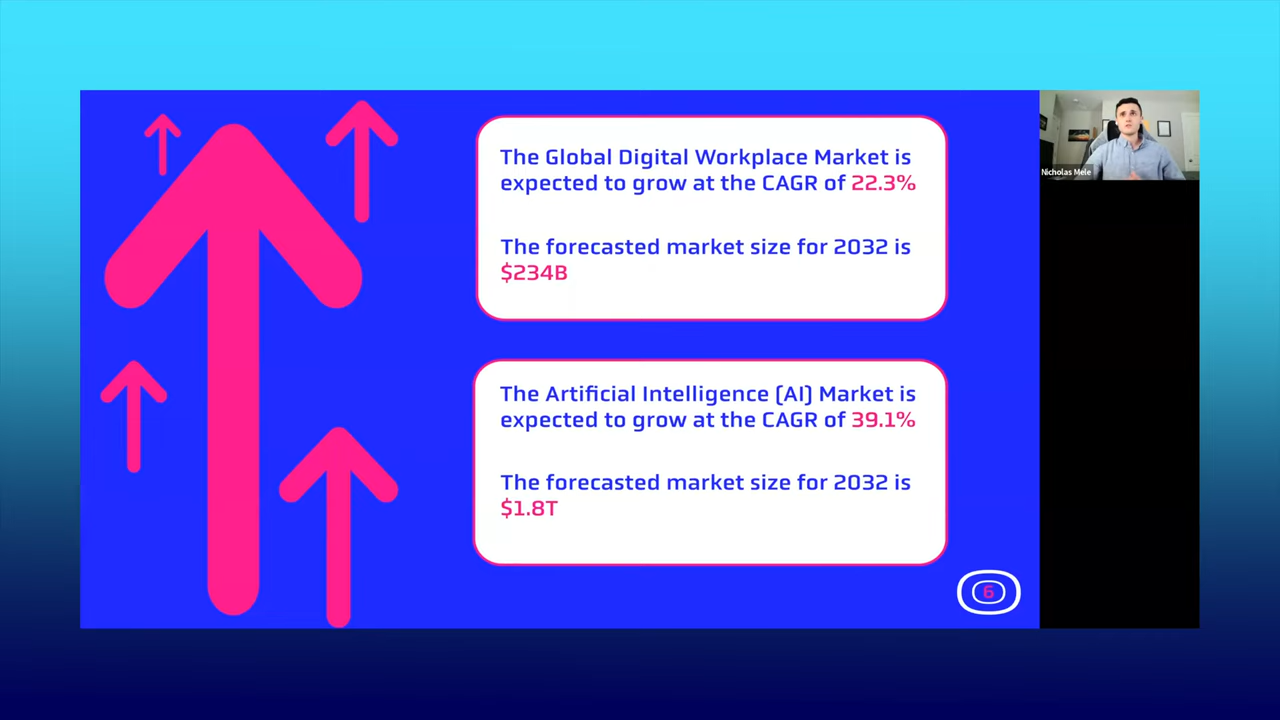 The Global Digital Workplace Market is
expected to grow at the CAGR of 22.3%
The forecasted market size for 2032 is
$234B
The Artificial Intelligence (AI) Market is
expected to grow at the CAGR of 39.1%
The forecasted market size for 2032 is
$1.8T
6
Nicholas Mele